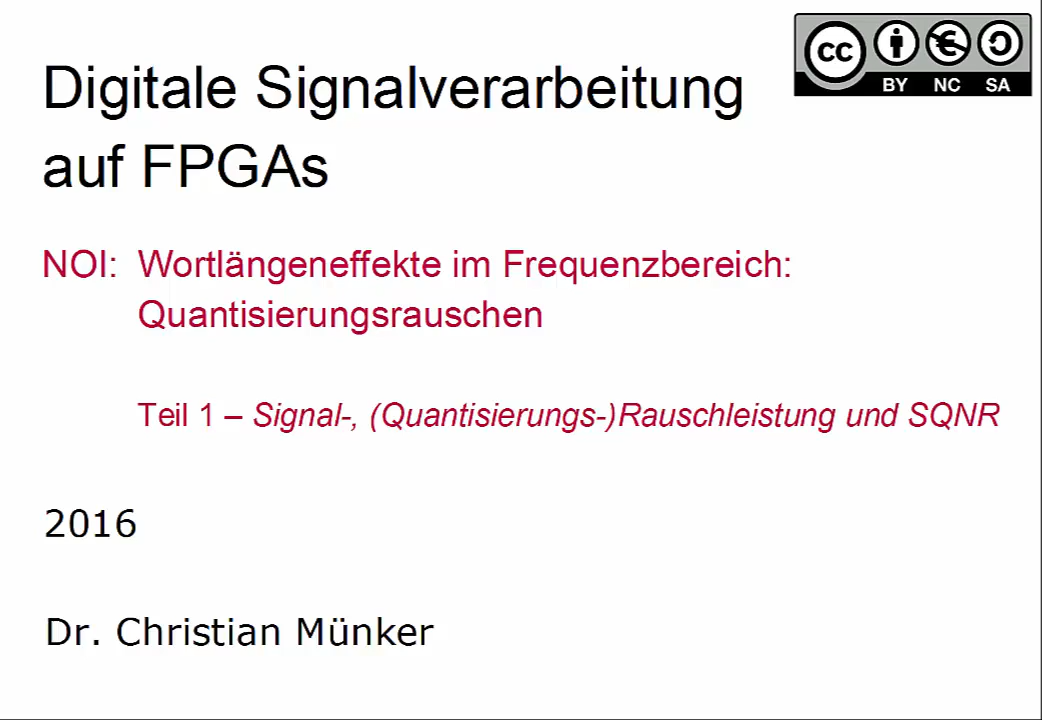 Digitale Signalverarbeitung
auf FPGAs
cc
BY NC SA
NOI: Wortlängeneffekte im Frequenzbereich:
Quantisierungsrauschen
Teil 1 – Signal-, (Quantisierungs-)Rauschleistung und SQNR
2016
Dr. Christian Münker